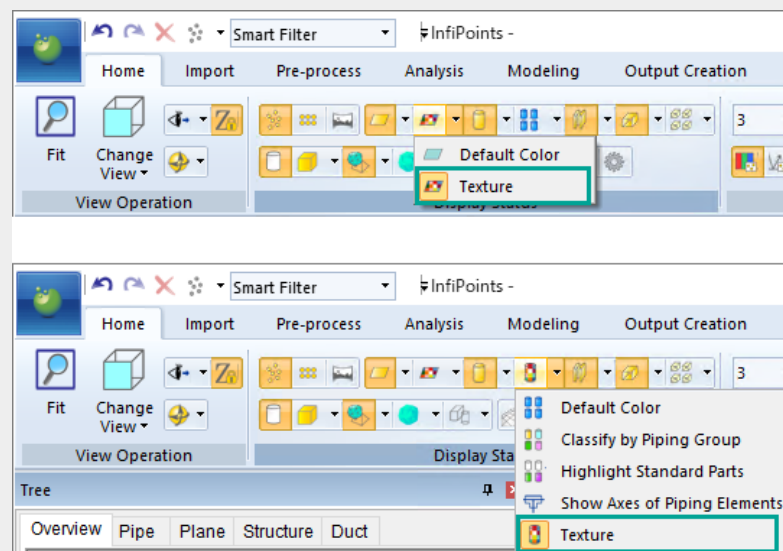 Smart Filter InfiPoints -
Home Import Pre-process Analysis Modeling Output Creation
3
Fit Change View
Default Color
Texture
View Operation Display Status
Smart Filter InfiPoints -
Home Import Pre-process Analysis Modeling Output Creation
3
Fit Change View
Default Color
Classify by Piping Group
Highlight Standard Parts
Show Axes of Piping Elements
Texture
View Operation Display Sta
Tree
Overview Pipe Plane Structure Duct